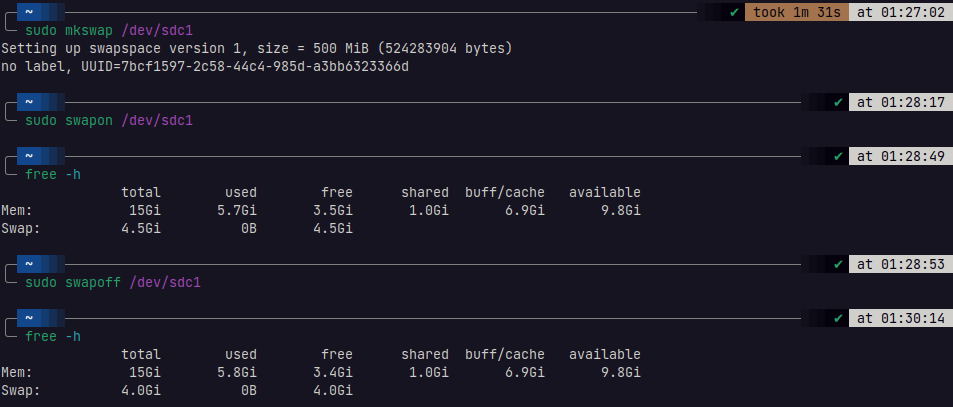 ~ ✔ took 1m 31s at 01:27:02
sudo mkswap /dev/sdc1
Setting up swapspace version 1, size = 500 MiB (524283904 bytes)
no label, UUID=7bcf1597-2c58-44c4-985d-a3bb6323366d
~ ✔ at 01:28:17
sudo swapon /dev/sdc1
~ ✔ at 01:28:49
free -h
total used free shared buff/cache available
Mem: 15Gi 5.7Gi 3.5Gi 1.0Gi 6.9Gi 9.8Gi
Swap: 4.5Gi 0B 4.5Gi
~ ✔ at 01:28:53
sudo swapoff /dev/sdc1
~ ✔ at 01:30:14
free -h
total used free shared buff/cache available
Mem: 15Gi 5.8Gi 3.4Gi 1.0Gi 6.9Gi 9.8Gi
Swap: 4.0Gi 0B 4.0Gi